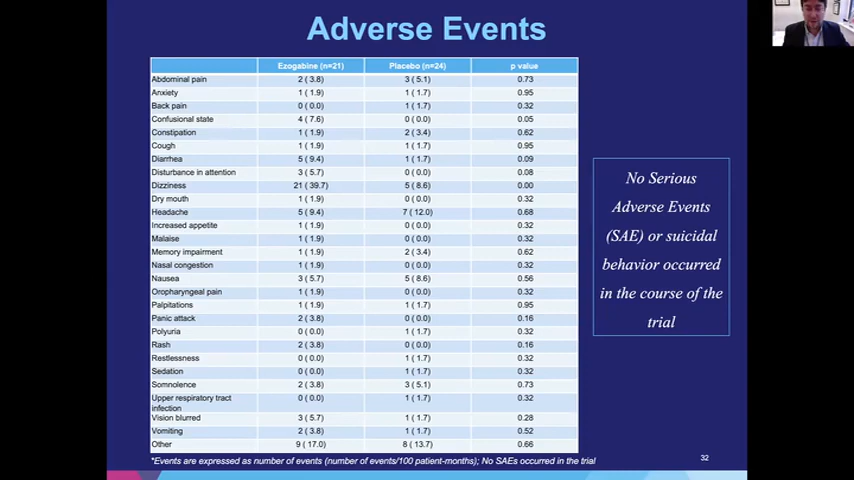 Adverse Events
Ezogabine (n=21) Placebo (n=24) p value
Abdominal pain 2 ( 3.8) 3 ( 5.1) 0.73
Anxiety 1 ( 1.9) 1 ( 1.7) 0.95
Back pain 0 ( 0.0) 1 ( 1.7) 0.32
Confusional state 4 ( 7.6) 0 ( 0.0) 0.05
Constipation 1 ( 1.9) 2 ( 3.4) 0.62
Cough 1 ( 1.9) 1 ( 1.7) 0.95
Diarrhea 5 ( 9.4) 1 ( 1.7) 0.09
Disturbance in attention 3 ( 5.7) 0 ( 0.0) 0.08
Dizziness 21 ( 39.7) 5 ( 8.6) 0.00
Dry mouth 1 ( 1.9) 0 ( 0.0) 0.32
Headache 5 ( 9.4) 7 ( 12.0) 0.68
Increased appetite 1 ( 1.9) 0 ( 0.0) 0.32
Malaise 1 ( 1.9) 0 ( 0.0) 0.32
Memory impairment 1 ( 1.9) 2 ( 3.4) 0.62
Nasal congestion 1 ( 1.9) 0 ( 0.0) 0.32
Nausea 3 ( 5.7) 5 ( 8.6) 0.56
Oropharyngeal pain 1 ( 1.9) 0 ( 0.0) 0.32
Palpitations 1 ( 1.9) 1 ( 1.7) 0.95
Panic attack 2 ( 3.8) 0 ( 0.0) 0.16
Polyuria 0 ( 0.0) 1 ( 1.7) 0.32
Rash 2 ( 3.8) 0 ( 0.0) 0.16
Restlessness 0 ( 0.0) 1 ( 1.7) 0.32
Sedation 0 ( 0.0) 1 ( 1.7) 0.32
Somnolence 2 ( 3.8) 3 ( 5.1) 0.73
Upper respiratory tract 0 ( 0.0) 1 ( 1.7) 0.32
infection
Vision blurred 3 ( 5.7) 1 ( 1.7) 0.28
Vomiting 2 ( 3.8) 1 ( 1.7) 0.52
Other 9 ( 17.0) 8 ( 13.7) 0.66
*Events are expressed as number of events (number of events/100 patient-months); No SAEs occurred in the trial
No Serious
Adverse Events
(SAE) or suicidal
behavior occurred
in the course of the
trial
32